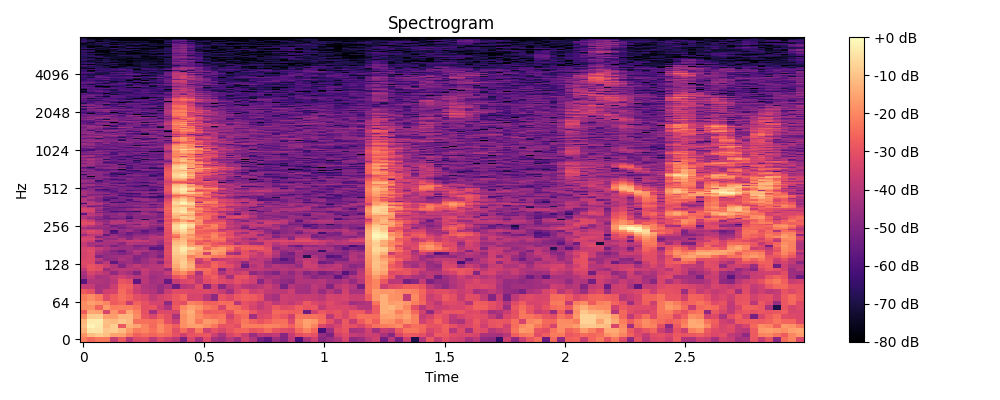 Spectrogram
Hz
4096
2048
1024
512
256
128
64
0
0
0.5
1
1.5
2
2.5
Time
+0 dB
-10 dB
-20 dB
-30 dB
-40 dB
-50 dB
-60 dB
-70 dB
-80 dB